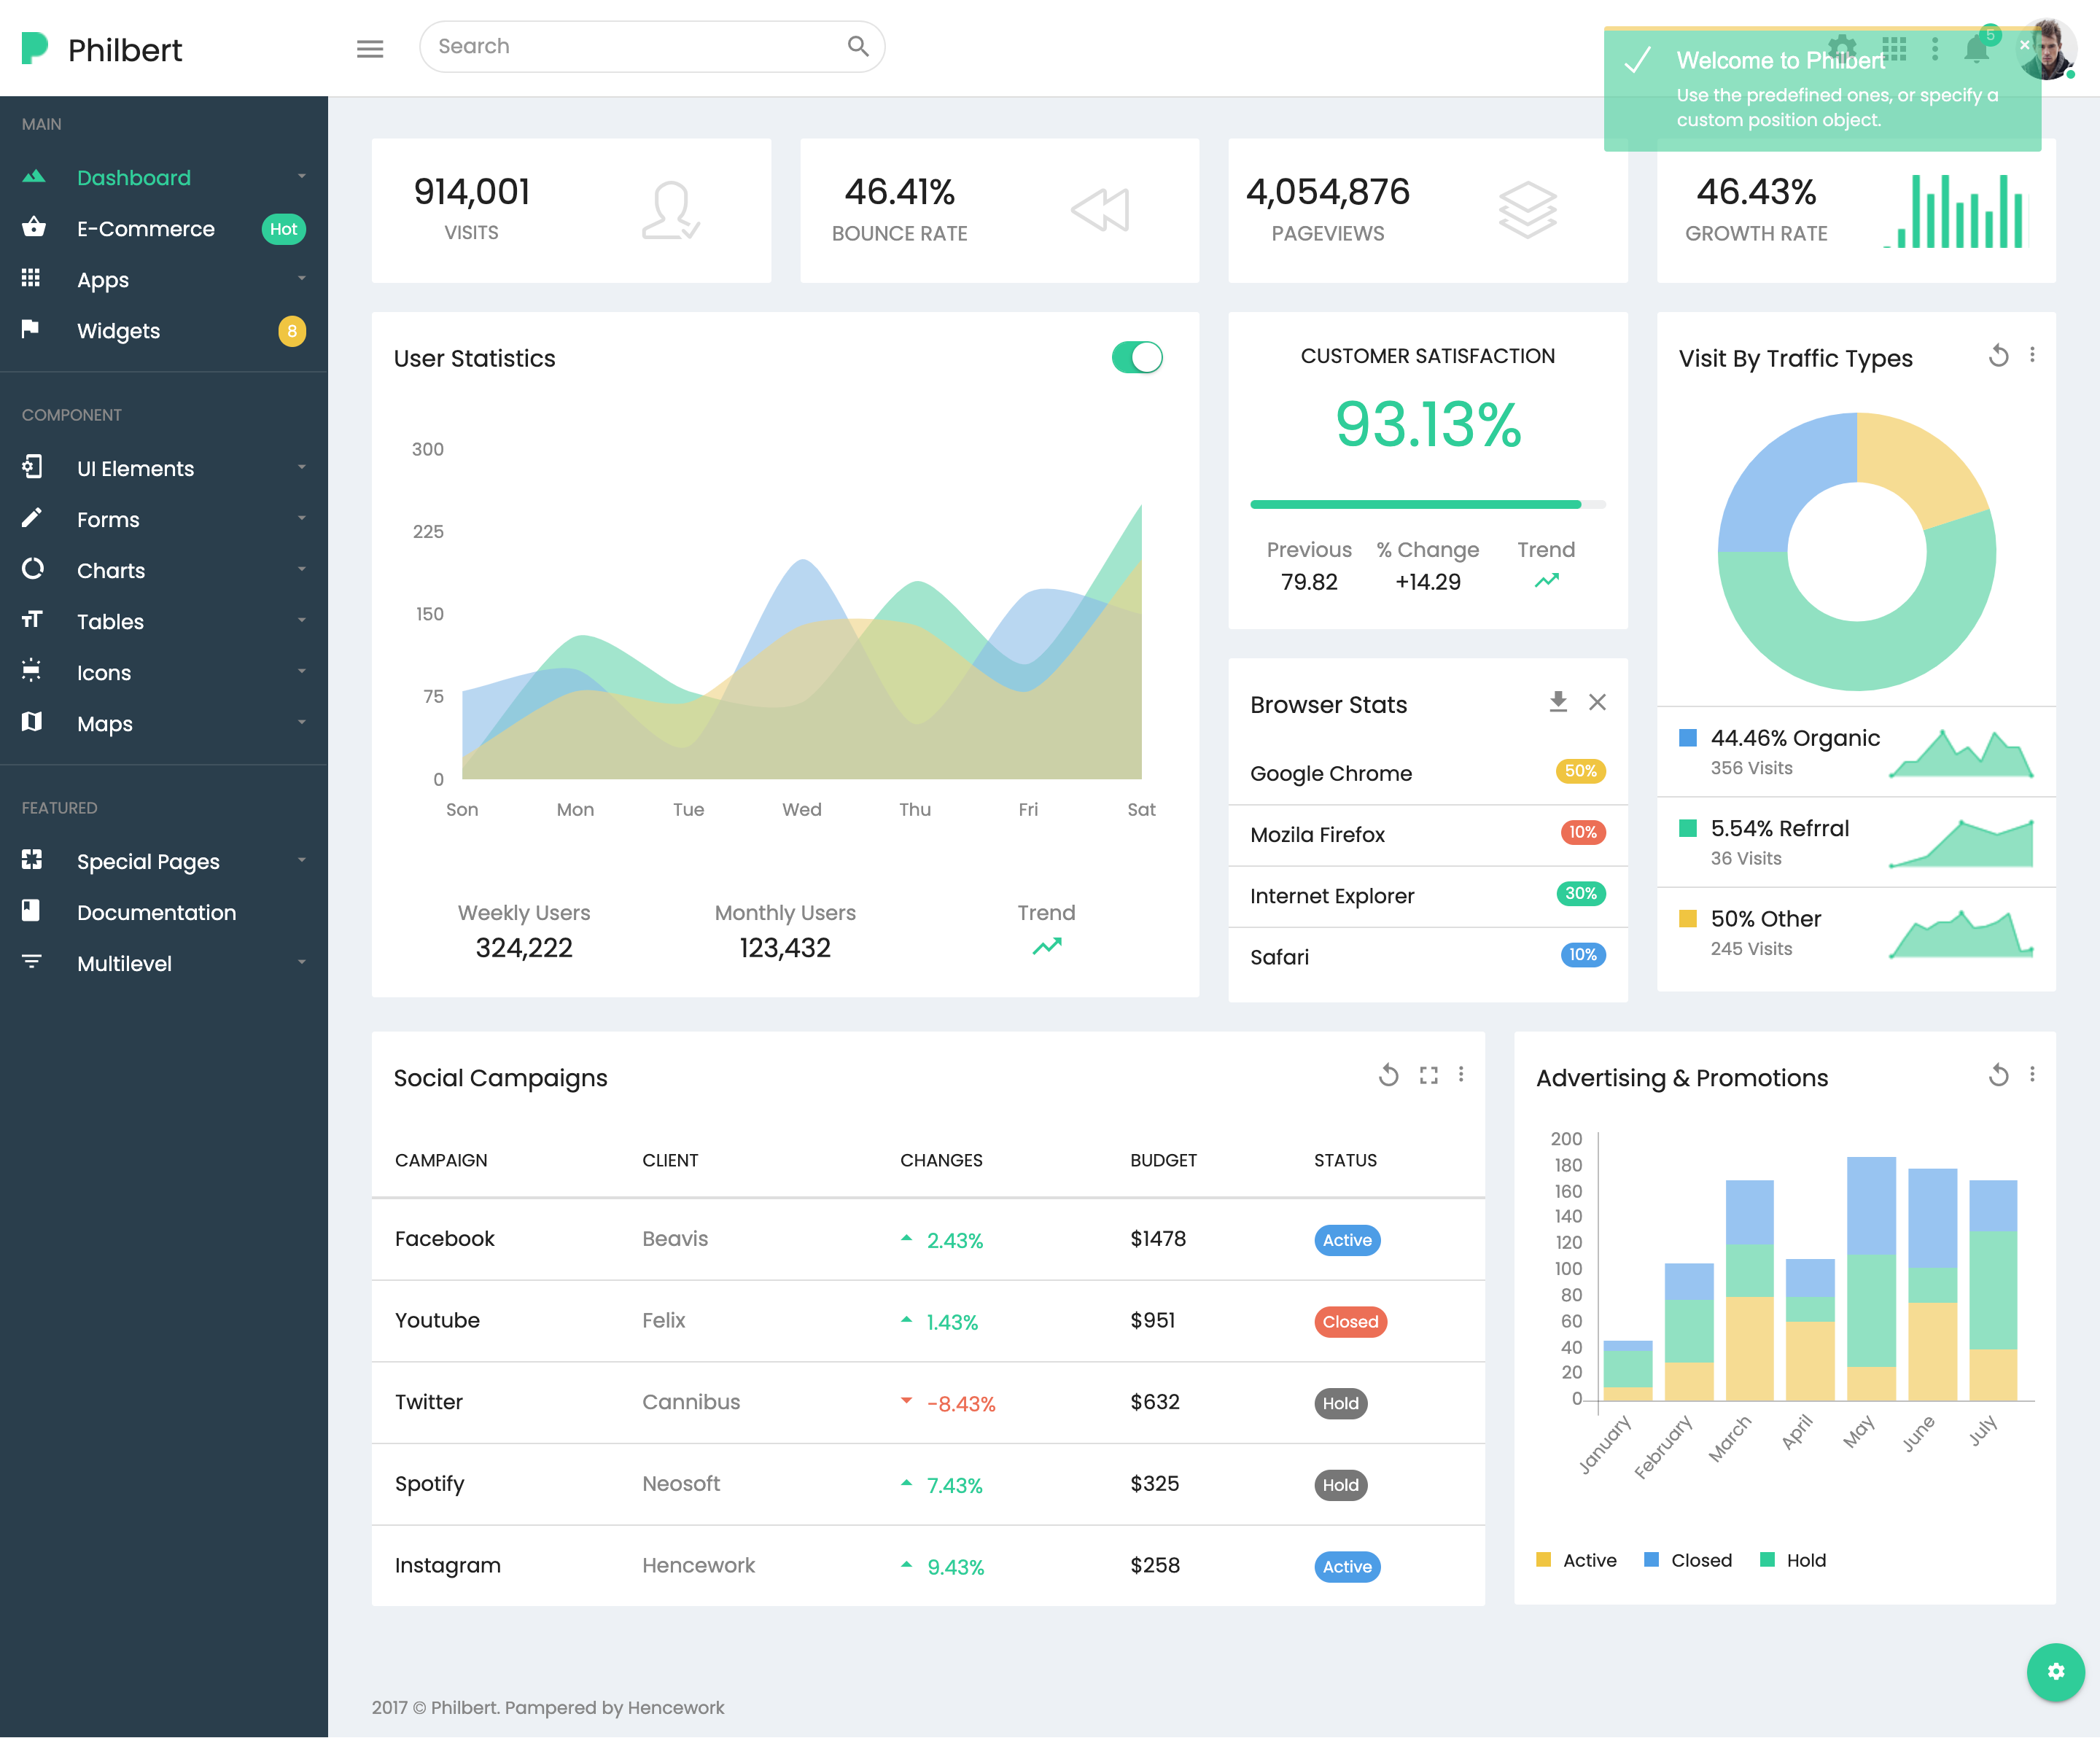 Philbert
Search
5
×
Welcome to Philbert
Use the predefined ones, or specify a
custom position object.
MAIN
Dashboard
E-Commerce Hot
Apps
Widgets 8
COMPONENT
UI Elements
Forms
Charts
Tables
Icons
Maps
FEATURED
Special Pages
Documentation
Multilevel
914,001
VISITS
46.41%
BOUNCE RATE
4,054,876
PAGEVIEWS
46.43%
GROWTH RATE
User Statistics
300
225
150
75
0
Son Mon Tue Wed Thu Fri Sat
Weekly Users Monthly Users Trend
324,222 123,432
CUSTOMER SATISFACTION
93.13%
Previous % Change Trend
79.82 +14.29
Browser Stats
Google Chrome 50%
Mozila Firefox 10%
Internet Explorer 30%
Safari 10%
Visit By Traffic Types
44.46% Organic
356 Visits
5.54% Refrral
36 Visits
50% Other
245 Visits
Social Campaigns
CAMPAIGN CLIENT CHANGES BUDGET STATUS
Facebook Beavis 2.43% $1478 Active
Youtube Felix 1.43% $951 Closed
Twitter Cannibus -8.43% $632 Hold
Spotify Neosoft 7.43% $325 Hold
Instagram Hencework 9.43% $258 Active
Advertising & Promotions
200
180
160
140
120
100
80
60
40
20
0
January February March April May June July
Active Closed Hold
2017 © Philbert. Pampered by Hencework